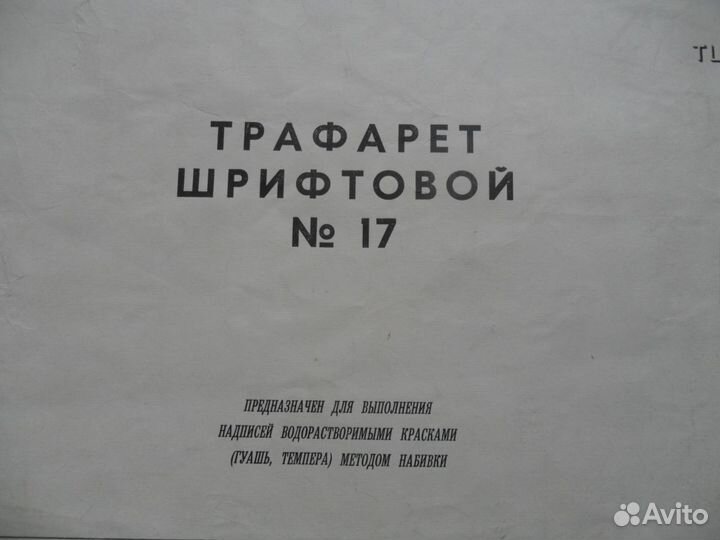 ТРАФАРЕТ
ШРИФТОВОЙ
№ 17
ПРЕДНАЗНАЧЕН ДЛЯ ВЫПОЛНЕНИЯ
НАДПИСЕЙ ВОДОРАСТВОРИМЫМИ КРАСКАМИ
(ГУАШЬ, ТЕМПЕРА) МЕТОДОМ НАБИВКИ
Avito